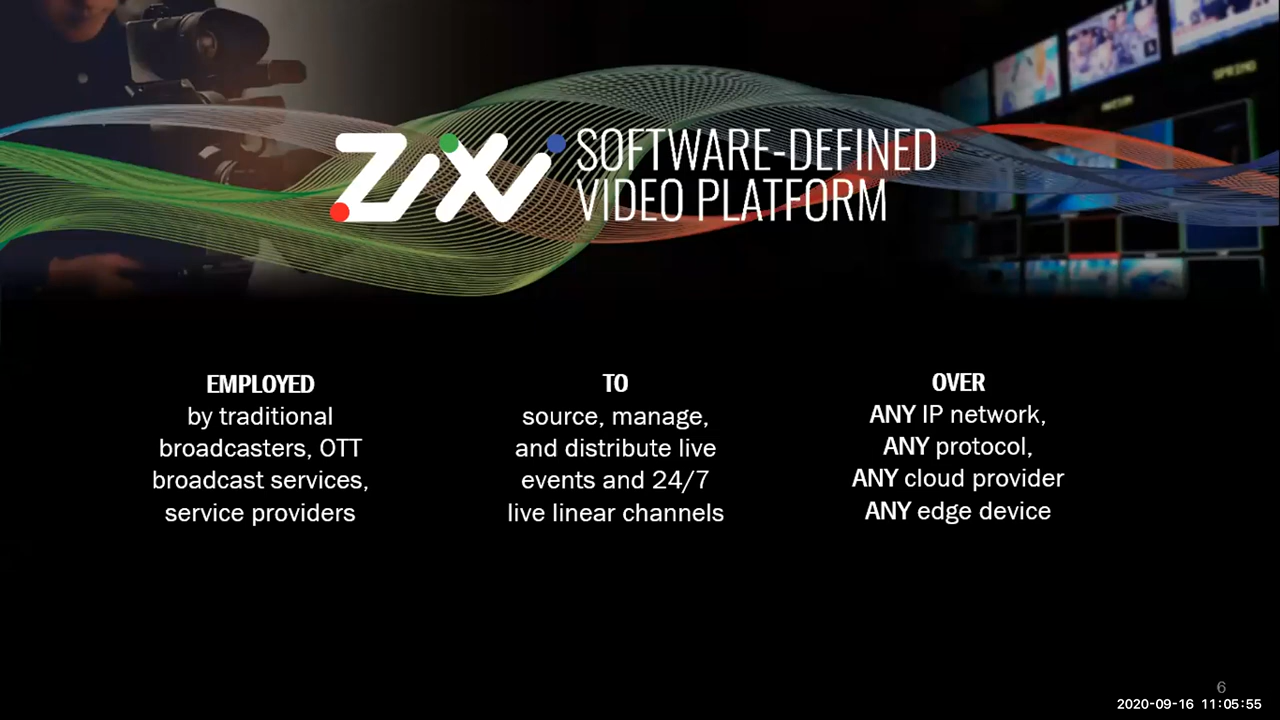 Zixi SOFTWARE-DEFINED
VIDEO PLATFORM
EMPLOYED
by traditional
broadcasters, OTT
broadcast services,
service providers
TO
source, manage,
and distribute live
events and 24/7
live linear channels
OVER
ANY IP network,
ANY protocol,
ANY cloud provider
ANY edge device
6
2020-09-16 11:05:55